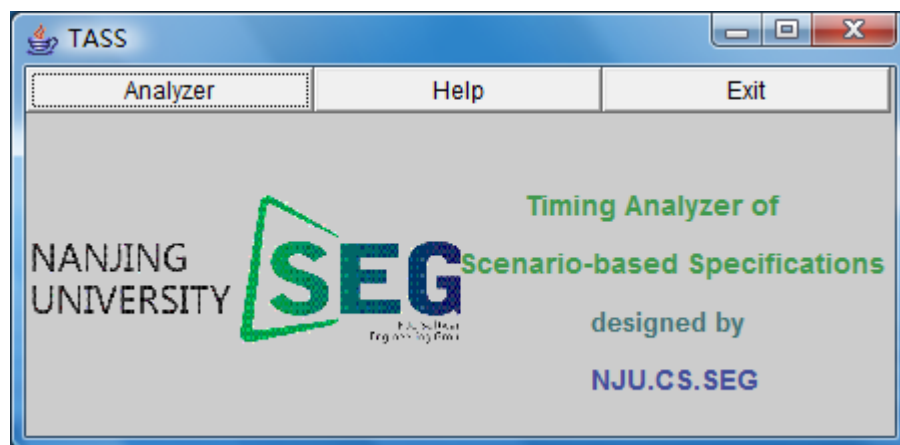 TASS
Analyzer Help Exit
NANJING
UNIVERSITY
SEG
Timing Analyzer of
Scenario-based Specifications
designed by
NJU.CS.SEG